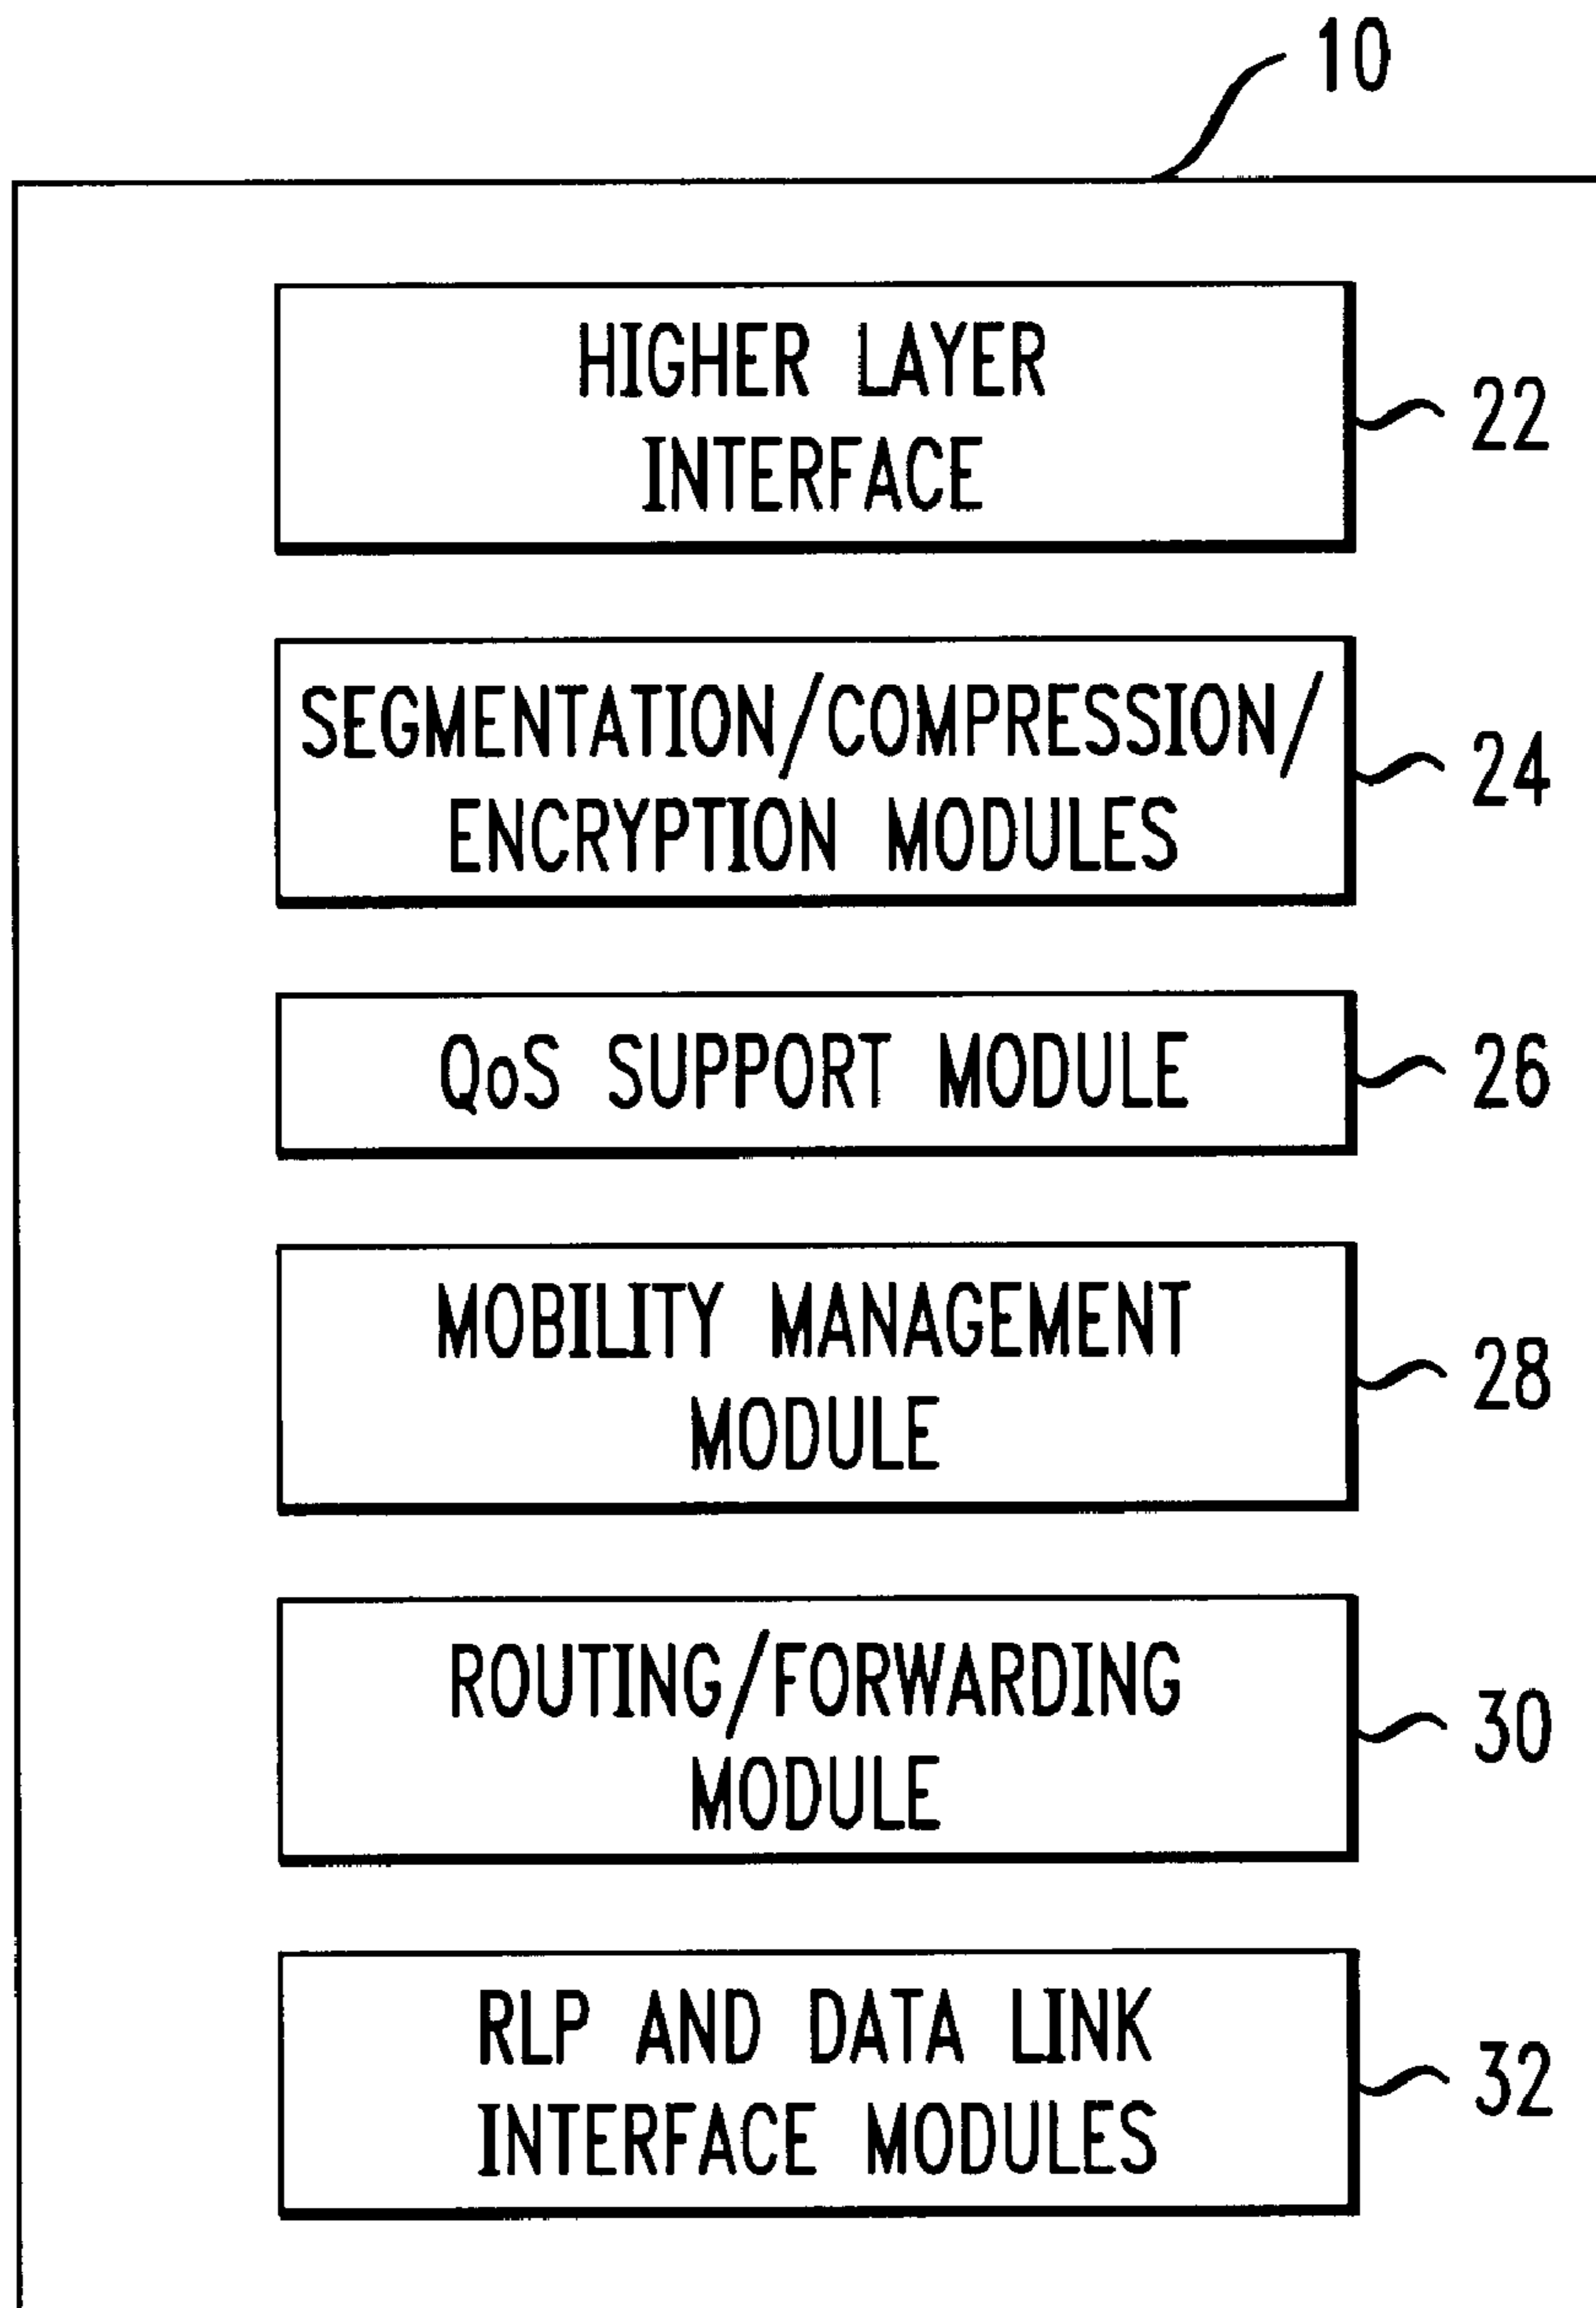 10
HIGHER LAYER
INTERFACE
22
SEGMENTATION/COMPRESSION/
ENCRYPTION MODULES
24
QoS SUPPORT MODULE
26
MOBILITY MANAGEMENT
MODULE
28
ROUTING/FORWARDING
MODULE
30
RLP AND DATA LINK
INTERFACE MODULES
32